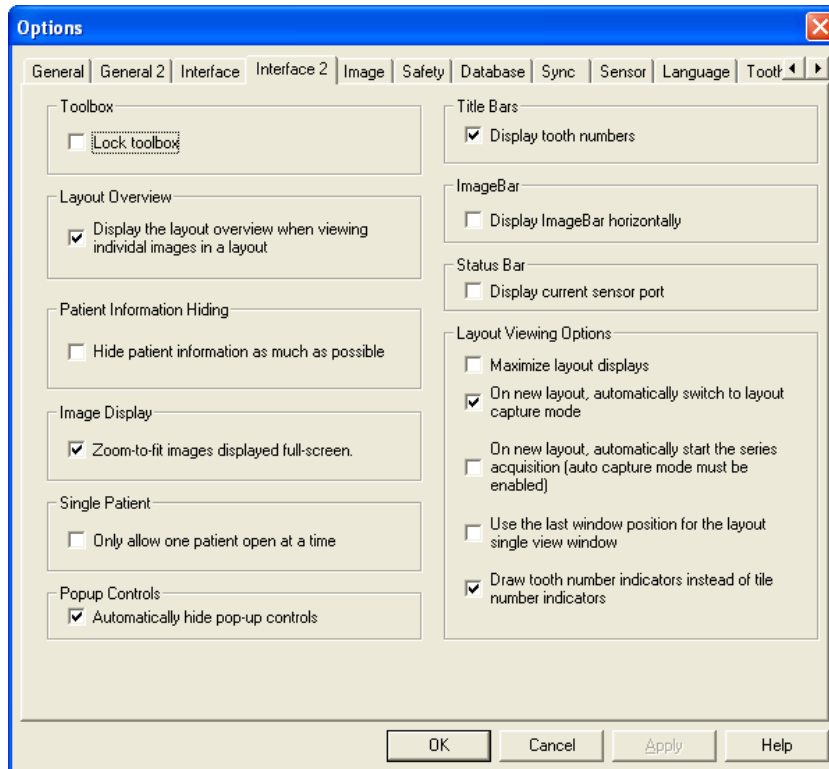 Options
General
General 2
Interface
Interface 2
Image
Safety
Database
Sync
Sensor
Language
Tooth
Toolbox
Lock toolbox
Layout Overview
Display the layout overview when viewing
individal images in a layout
Patient Information Hiding
Hide patient information as much as possible
Image Display
Zoom-to-fit images displayed full-screen.
Single Patient
Only allow one patient open at a time
Popup Controls
Automatically hide pop-up controls
Title Bars
Display tooth numbers
ImageBar
Display ImageBar horizontally
Status Bar
Display current sensor port
Layout Viewing Options
Maximize layout displays
On new layout, automatically switch to layout
capture mode
On new layout, automatically start the series
acquisition (auto capture mode must be
enabled)
Use the last window position for the layout
single view window
Draw tooth number indicators instead of tile
number indicators
OK
Cancel
Apply
Help